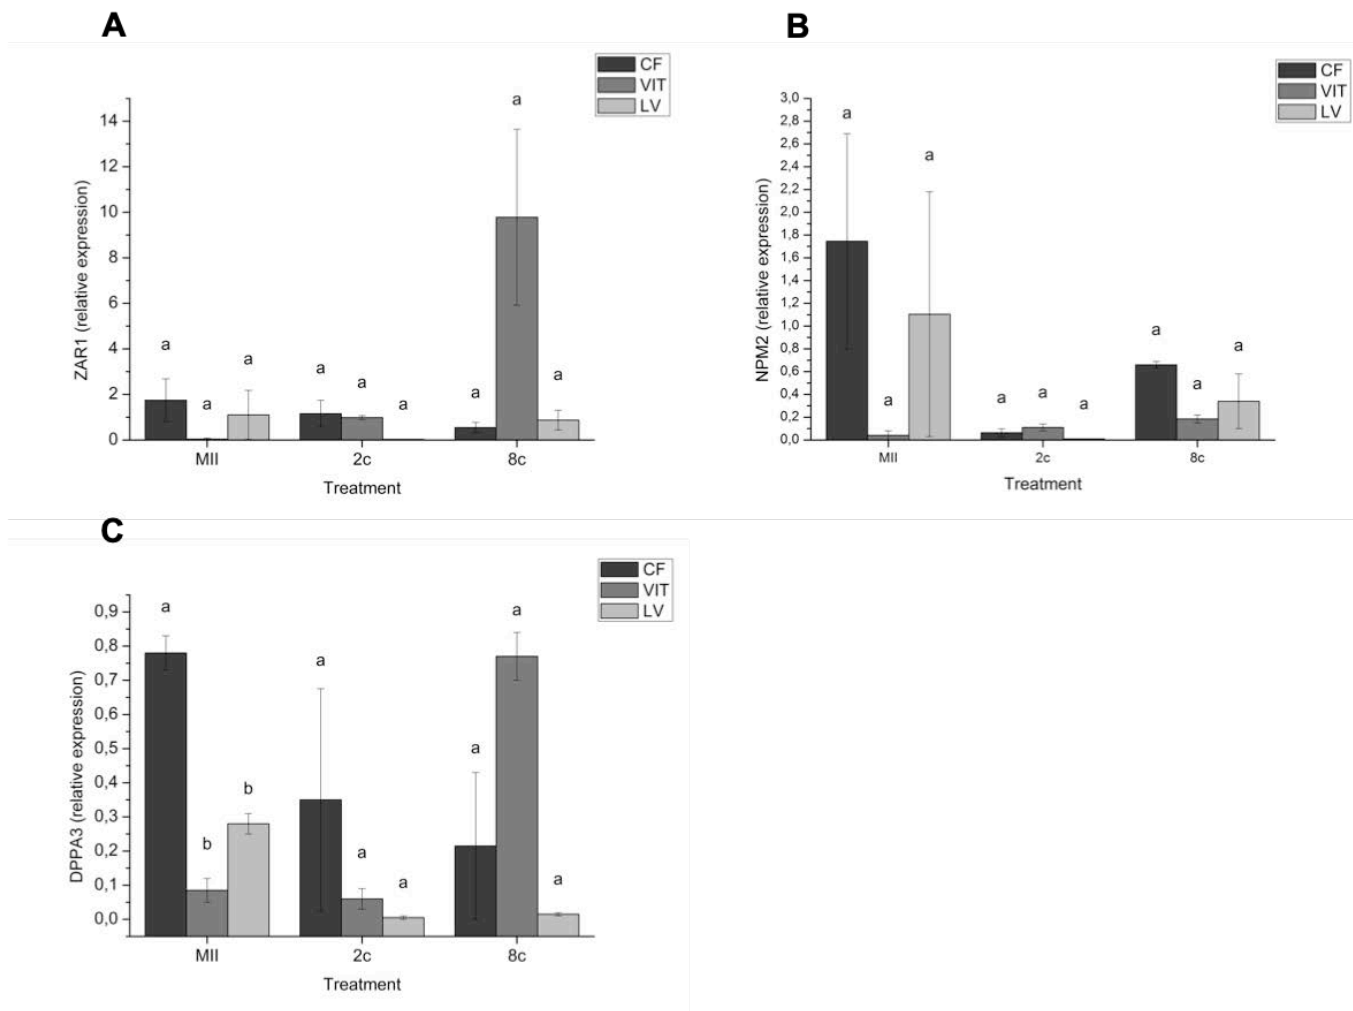 A
CF
VIT
LV
ZAR1 (relative expression)
14
12
10
8
6
4
2
0
a
a
a
a
a
a
a
a
a
MII
2c
8c
Treatment
B
CF
VIT
LV
NPM2 (relative expression)
3,0
2,8
2,6
2,4
2,2
2,0
1,8
1,6
1,4
1,2
1,0
0,8
0,6
0,4
0,2
0,0
a
a
a
a
a
a
a
a
a
MII
2c
8c
Treatment
C
CF
VIT
LV
DPPA3 (relative expression)
0,9
0,8
0,7
0,6
0,5
0,4
0,3
0,2
0,1
0,0
a
b
b
a
a
a
a
a
a
MII
2c
8c
Treatment